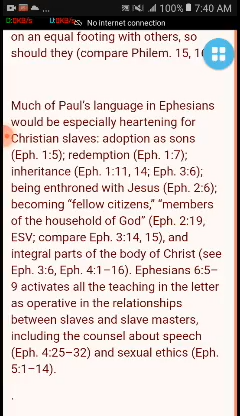 0.0KB/s
0.0KB/s
No internet connection
100%
7:40 AM
on an equal footing with others, so
should they (compare Philem. 15, 16
Much of Paul's language in Ephesians
would be especially heartening for
Christian slaves: adoption as sons
(Eph. 1:5); redemption (Eph. 1:7);
inheritance (Eph. 1:11, 14; Eph. 3:6);
being enthroned with Jesus (Eph. 2:6);
becoming “fellow citizens,” “members
of the household of God” (Eph. 2:19,
ESV; compare Eph. 3:14, 15), and
integral parts of the body of Christ (see
Eph. 3:6, Eph. 4:1–16). Ephesians 6:5–
9 activates all the teaching in the letter
as operative in the relationships
between slaves and slave masters,
including the counsel about speech
(Eph. 4:25–32) and sexual ethics (Eph.
5:1–14).
.